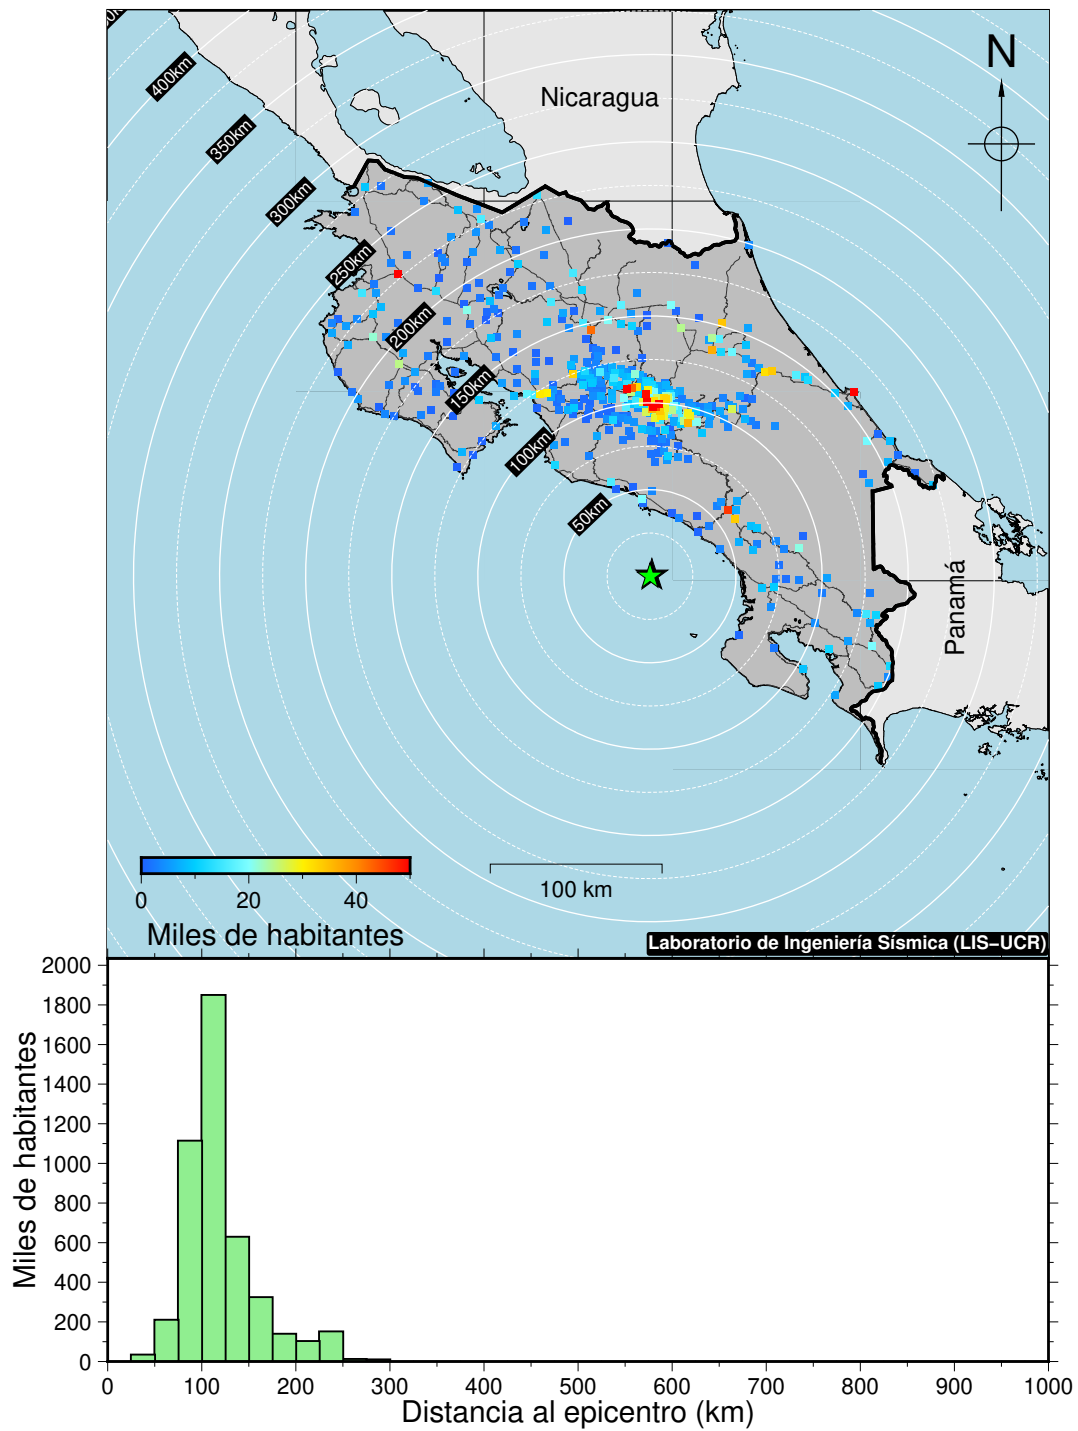 400km
350km
300km
250km
200km
150km
100km
50km
Nicaragua
N
Panamá
0 20 40
Miles de habitantes
100 km
Laboratorio de Ingeniería Sísmica (LIS-UCR)
2000
1800
1600
1400
1200
1000
800
600
400
200
0
Miles de habitantes
0 100 200 300 400 500 600 700 800 900 1000
Distancia al epicentro (km)